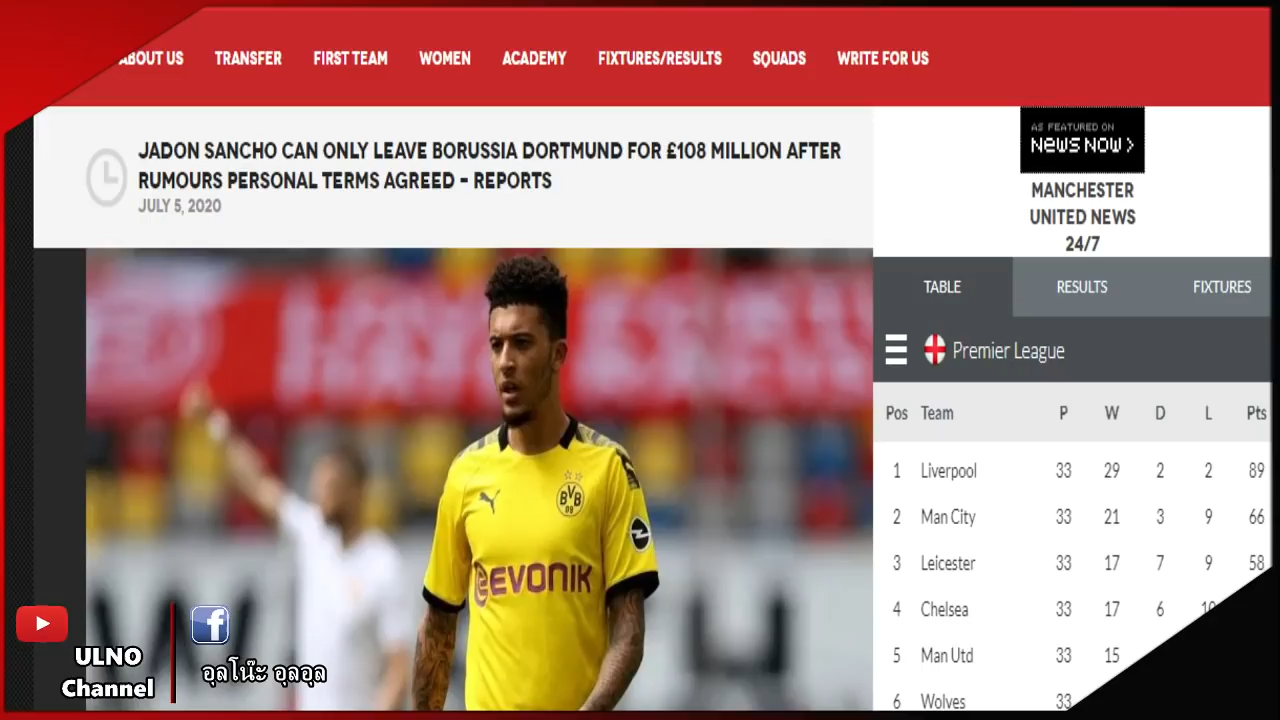 ABOUT US TRANSFER FIRST TEAM WOMEN ACADEMY FIXTURES/RESULTS SQUADS WRITE FOR US
JADON SANCHO CAN ONLY LEAVE BORUSSIA DORTMUND FOR £108 MILLION AFTER
RUMOURS PERSONAL TERMS AGREED – REPORTS
JULY 5, 2020
AS FEATURED ON
NEWS NOW >
MANCHESTER
UNITED NEWS
24/7
TABLE RESULTS FIXTURES
Premier League
Pos Team P W D L Pts
1 Liverpool 33 29 2 2 89
2 Man City 33 21 3 9 66
3 Leicester 33 17 7 9 58
4 Chelsea 33 17 6
5 Man Utd 33 15
6 Wolves 33
BVB
09
EVONIK
ULNO
Channel
อุลโน๊ะ อุลอุล